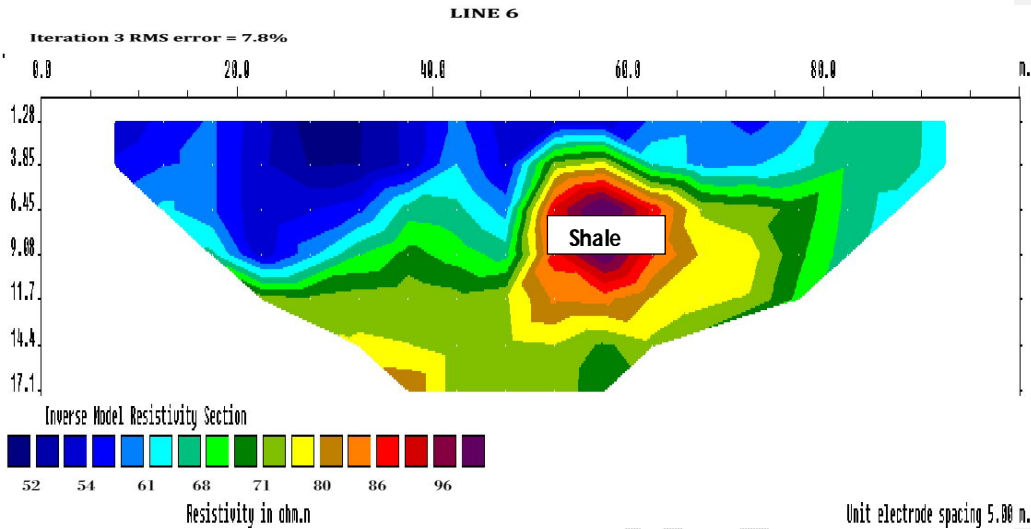 LINE 6
Iteration 3 RMS error = 7.8%
0.0 20.0 40.0 60.0 80.0 m.
1.28
3.85
6.45
9.08
11.7
14.4
17.1
Shale
Inverse Model Resistivity Section
52 54 61 68 71 80 86 96
Resistivity in ohm.n
Unit electrode spacing 5.00 m.